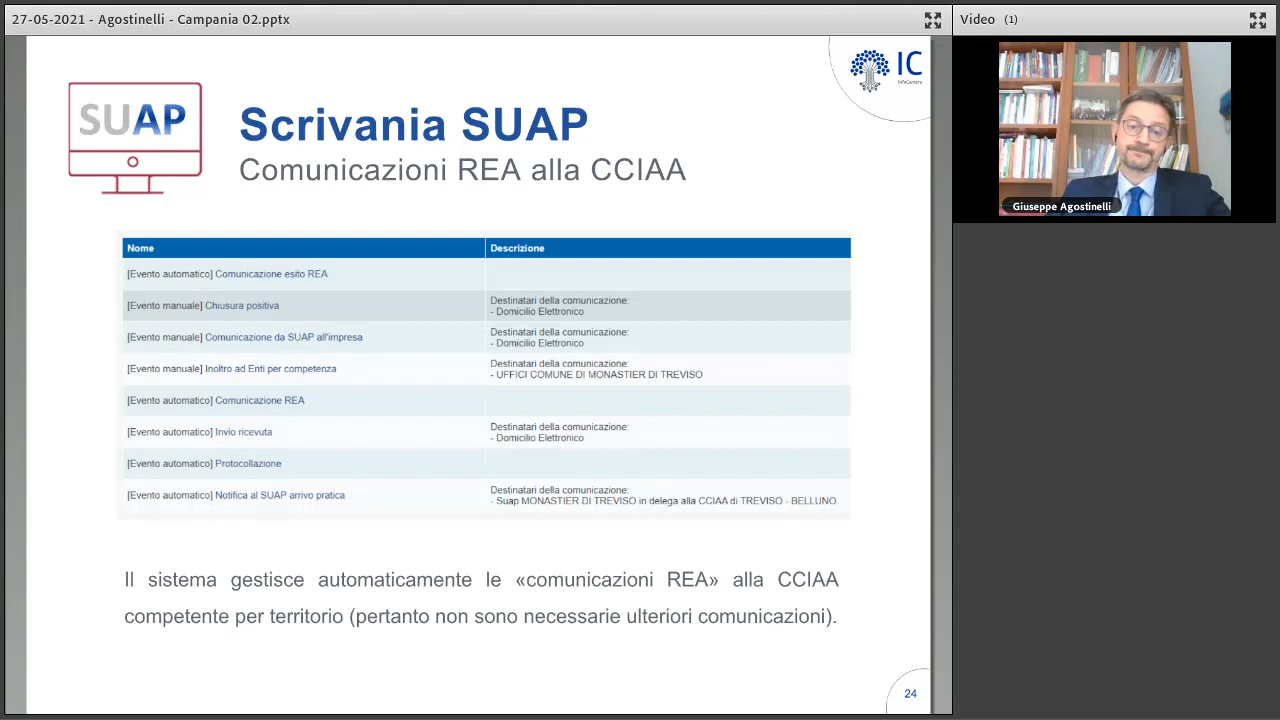 27-05-2021 - Agostinelli - Campania 02.pptx
Video (1)
SUAP
Scrivania SUAP
Comunicazioni REA alla CCIAA
IC
InfoCamere
Giuseppe Agostinelli
Nome Descrizione
[Evento automatico] Comunicazione esito REA
[Evento manuale] Chiusura positiva
Destinatari della comunicazione:
- Domicilio Elettronico
[Evento manuale] Comunicazione da SUAP all'impresa
Destinatari della comunicazione:
- Domicilio Elettronico
[Evento manuale] Inoltro ad Enti per competenza
Destinatari della comunicazione:
- UFFICI COMUNE DI MONASTIER DI TREVISO
[Evento automatico] Comunicazione REA
[Evento automatico] Invio ricevuta
Destinatari della comunicazione:
- Domicilio Elettronico
[Evento automatico] Protocollazione
[Evento automatico] Notifica al SUAP arrivo pratica
Destinatari della comunicazione:
- Suap MONASTIER DI TREVISO in delega alla CCIAA di TREVISO - BELLUNO
Il sistema gestisce automaticamente le «comunicazioni REA» alla CCIAA
competente per territorio (pertanto non sono necessarie ulteriori comunicazioni).
24